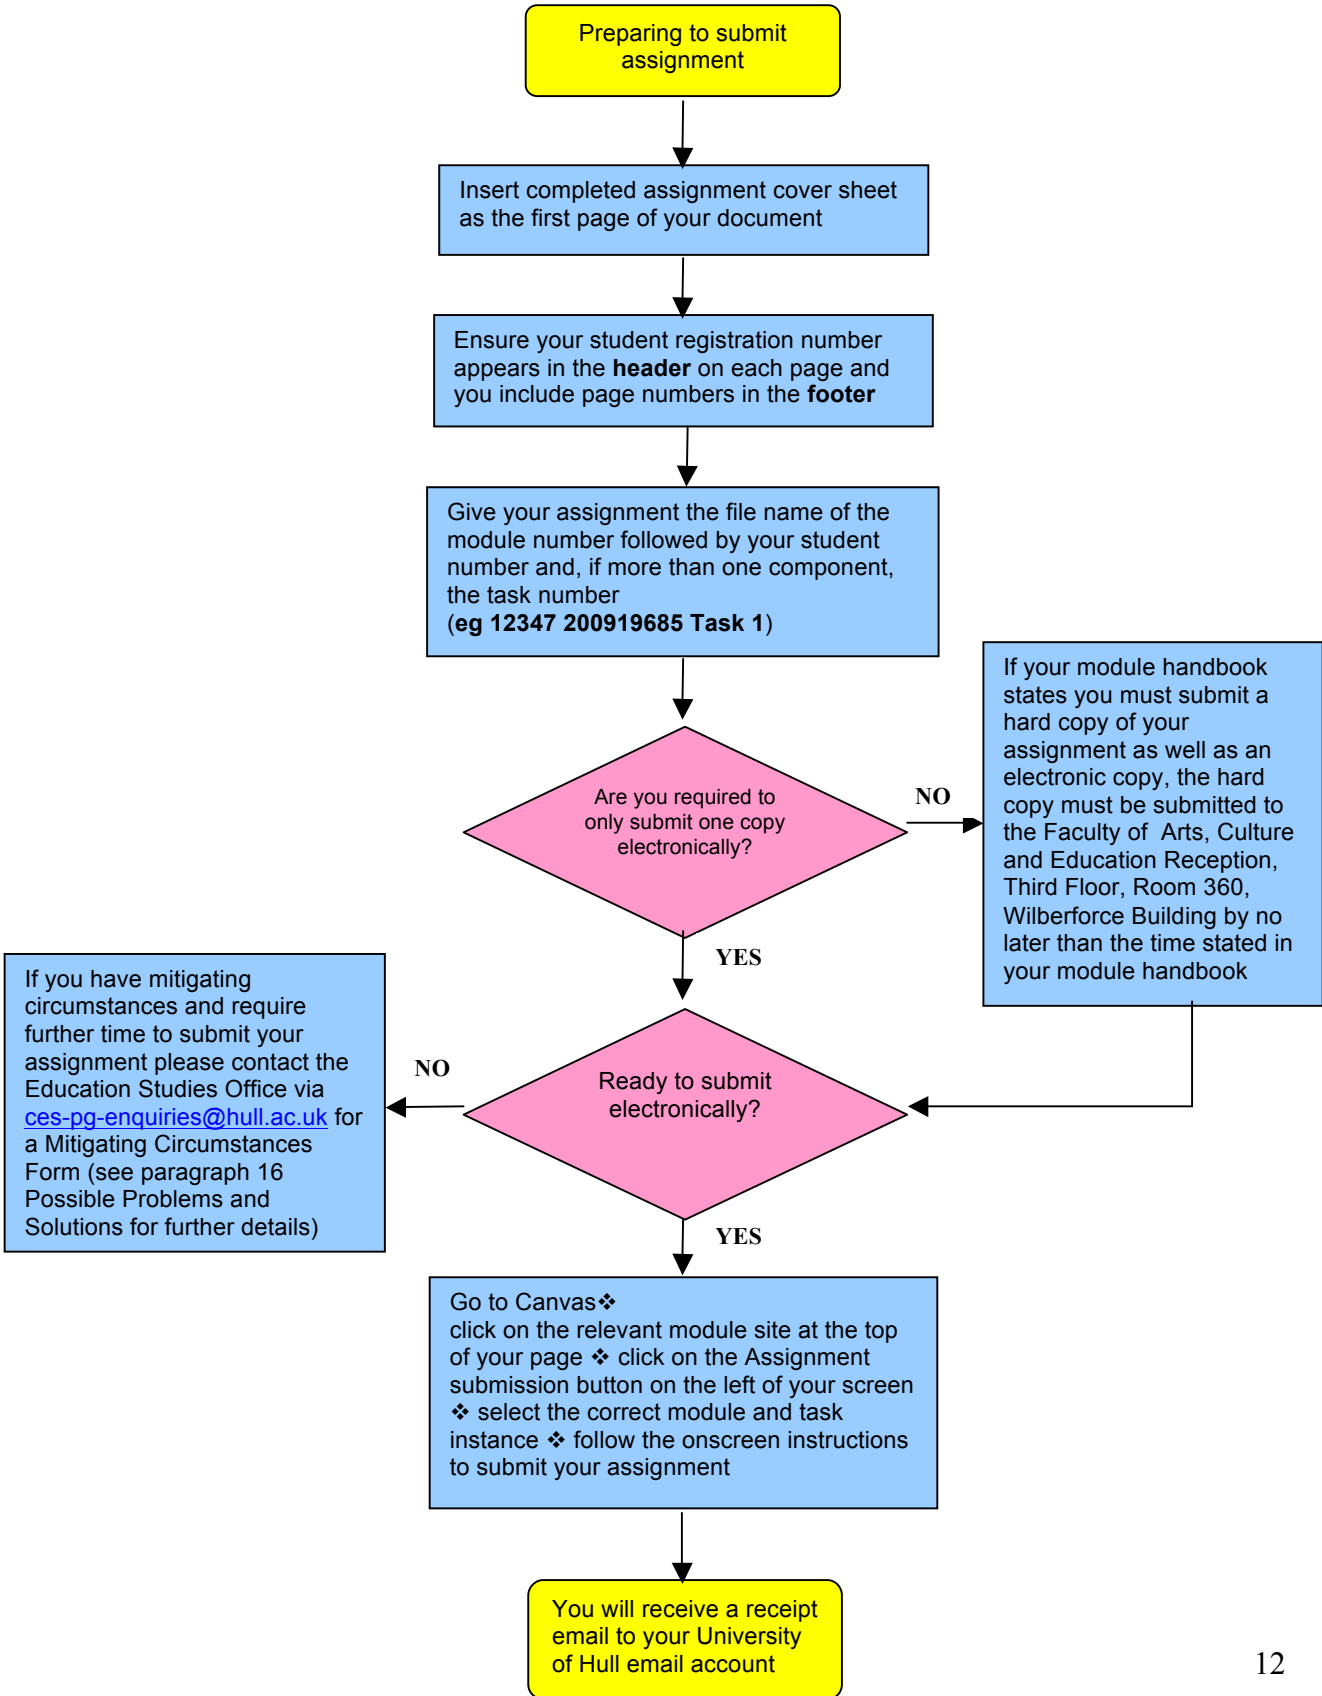 Preparing to submit
assignment
Insert completed assignment cover sheet
as the first page of your document
Ensure your student registration number
appears in the header on each page and
you include page numbers in the footer
Give your assignment the file name of the
module number followed by your student
number and, if more than one component,
the task number
(eg 12347 200919685 Task 1)
Are you required to
only submit one copy
electronically?
NO
If your module handbook
states you must submit a
hard copy of your
assignment as well as an
electronic copy, the hard
copy must be submitted to
the Faculty of Arts, Culture
and Education Reception,
Third Floor, Room 360,
Wilberforce Building by no
later than the time stated in
your module handbook
YES
Ready to submit
electronically?
NO
If you have mitigating
circumstances and require
further time to submit your
assignment please contact the
Education Studies Office via
ces-pg-enquiries@hull.ac.uk for
a Mitigating Circumstances
Form (see paragraph 16
Possible Problems and
Solutions for further details)
YES
Go to Canvas❖
click on the relevant module site at the top
of your page ❖ click on the Assignment
submission button on the left of your screen
❖ select the correct module and task
instance ❖ follow the onscreen instructions
to submit your assignment
You will receive a receipt
email to your University
of Hull email account
12